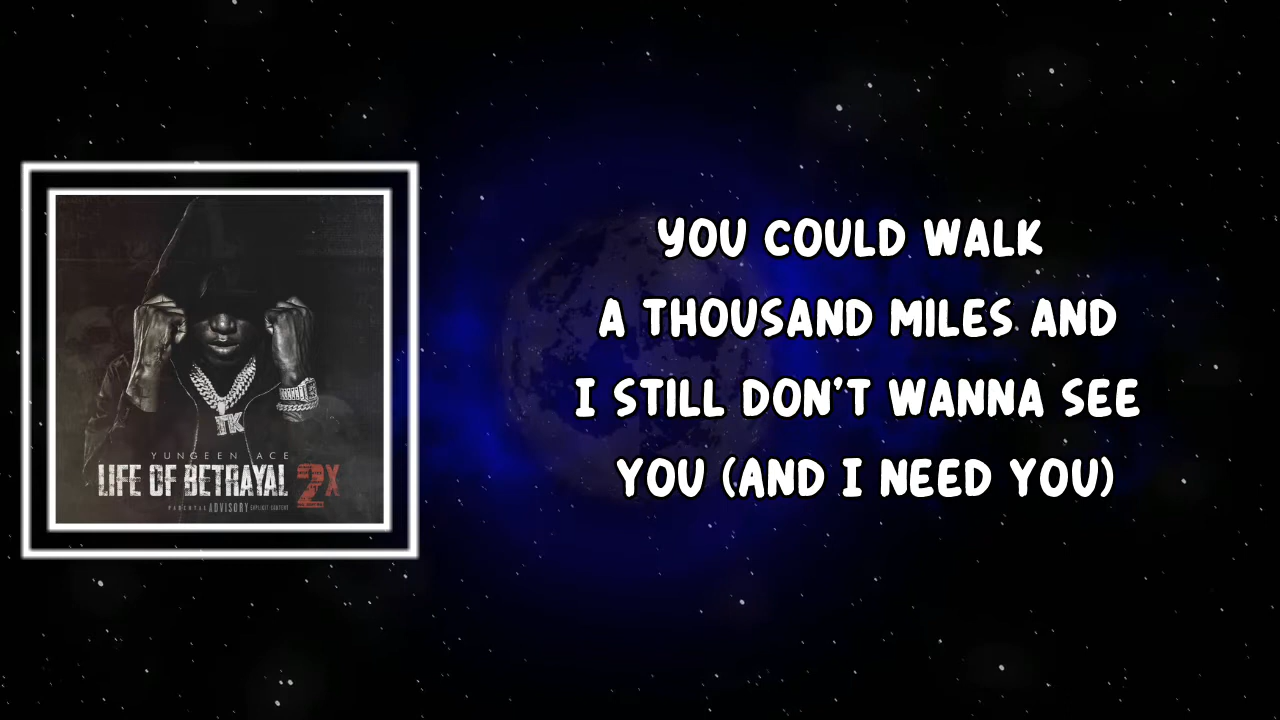 YUNGEEN ACE
LIFE OF BETRAYAL 2X
PARENTAL ADVISORY EXPLICIT CONTENT
YOU COULD WALK
A THOUSAND MILES AND
I STILL DON'T WANNA SEE
YOU (AND I NEED YOU)